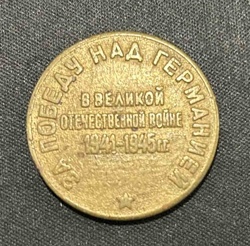 ЗА ПОБЕДУ НАД ГЕРМАНИЕЙ
В ВЕЛИКОЙ
ОТЕЧЕСТВЕННОЙ ВОЙНЕ
1941-1945 гг